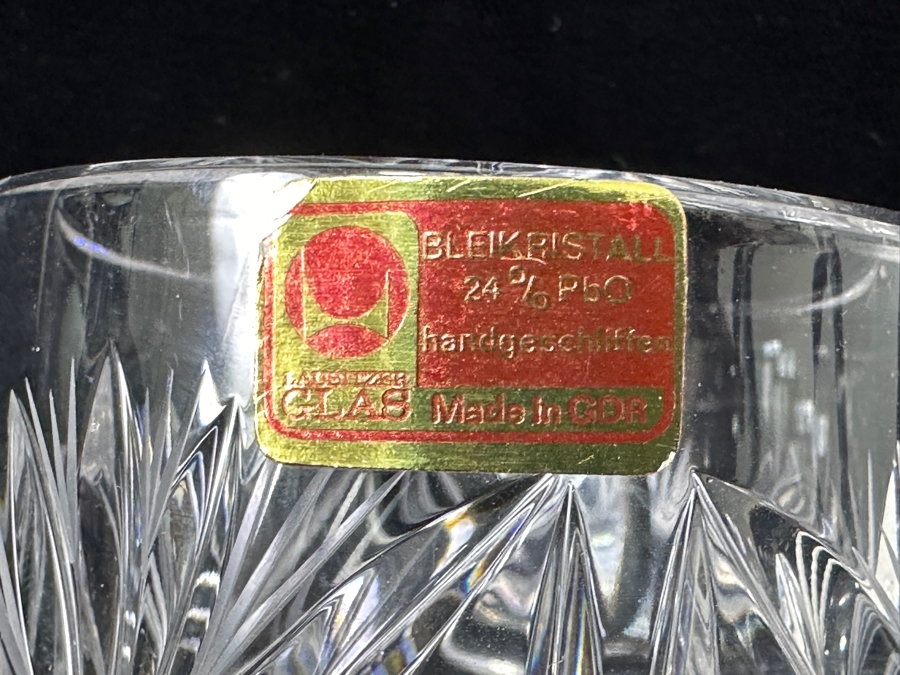 BLEIKRISTALL
24 % PbO
handgeschliffen
LAUSITZER
GLAS
Made in GDR